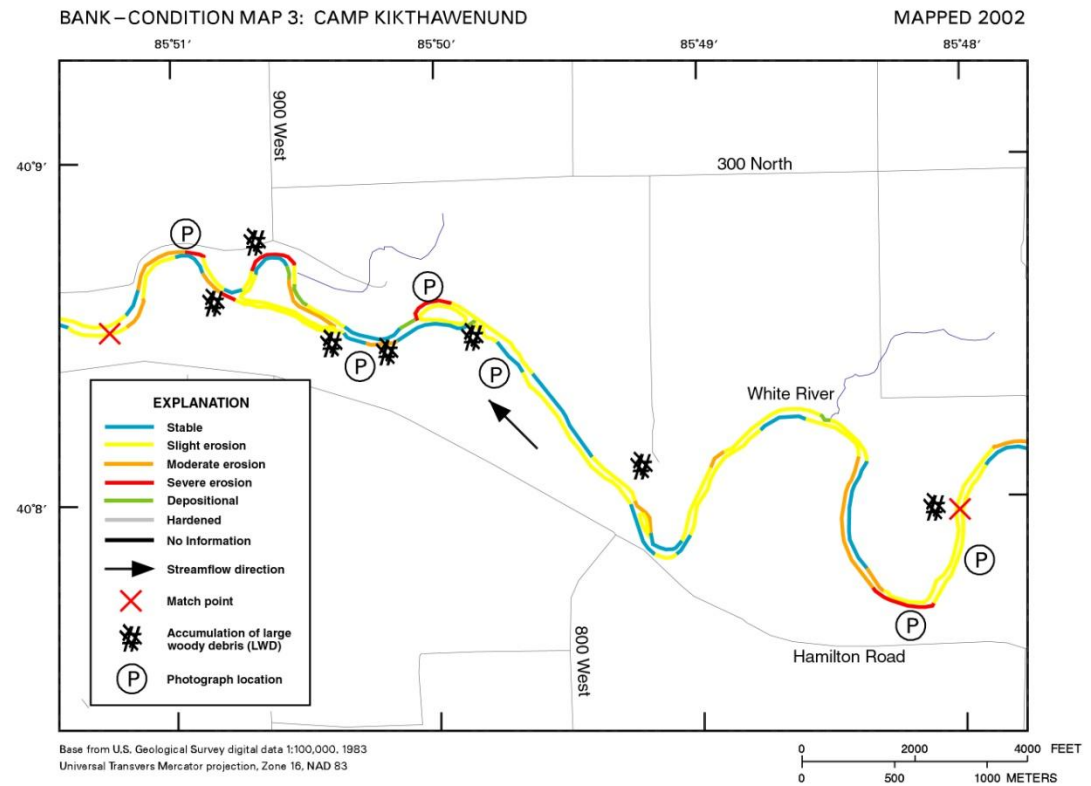 BANK–CONDITION MAP 3: CAMP KIKTHAWENUND
MAPPED 2002
85°51′
85°50′
85°49′
85°48′
900 West
40°9′
300 North
P
P
P
P
White River
40°8′
P
P
800 West
Hamilton Road
EXPLANATION
Stable
Slight erosion
Moderate erosion
Severe erosion
Depositional
Hardened
No Information
Streamflow direction
Match point
Accumulation of large
woody debris (LWD)
P Photograph location
Base from U.S. Geological Survey digital data 1:100,000, 1983
Universal Transvers Mercator projection, Zone 16, NAD 83
0 2000 4000 FEET
0 500 1000 METERS